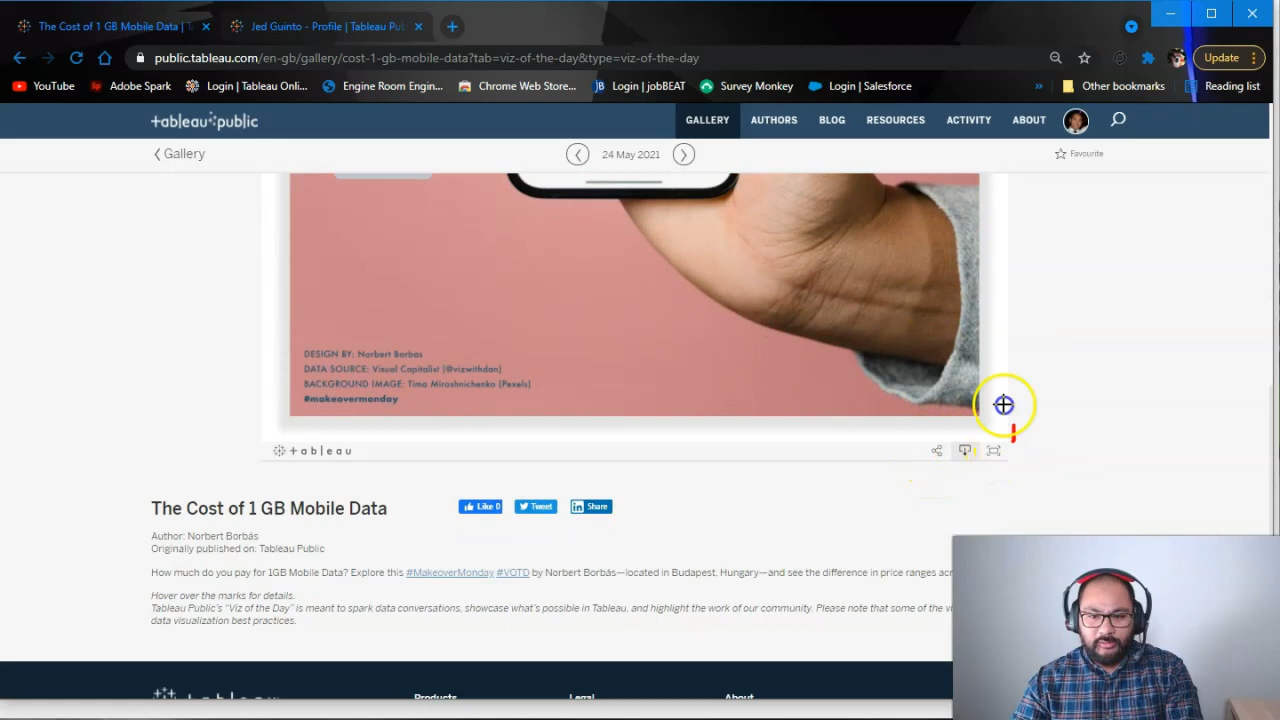 The Cost of 1 GB Mobile Data | T
Jed Guinto - Profile | Tableau Pub
public.tableau.com/en-gb/gallery/cost-1-gb-mobile-data?tab=viz-of-the-day&type=viz-of-the-day
Update
YouTube
Adobe Spark
Login | Tableau Onli...
Engine Room Engin...
Chrome Web Store...
Login | jobBEAT
Survey Monkey
Login | Salesforce
»
Other bookmarks
Reading list
+ableau+public
GALLERY
AUTHORS
BLOG
RESOURCES
ACTIVITY
ABOUT
Gallery
24 May 2021
Favourite
DESIGN BY: Norbert Borbas
DATA SOURCE: Visual Capitalist (@vizwithdan)
BACKGROUND IMAGE: Tima Miroshnichenko (Pexels)
#makeovermonday
+ableau
The Cost of 1 GB Mobile Data
Like 0
Tweet
in Share
Author: Norbert Borbás
Originally published on: Tableau Public
How much do you pay for 1GB Mobile Data? Explore this #MakeoverMonday #VOTD by Norbert Borbás—located in Budapest, Hungary—and see the difference in price ranges
Hover over the marks for details.
Tableau Public's "Viz of the Day" is meant to spark data conversations, showcase what's possible in Tableau, and highlight the work of our community. Please note that some of the
data visualization best practices.
Products
Legal
About